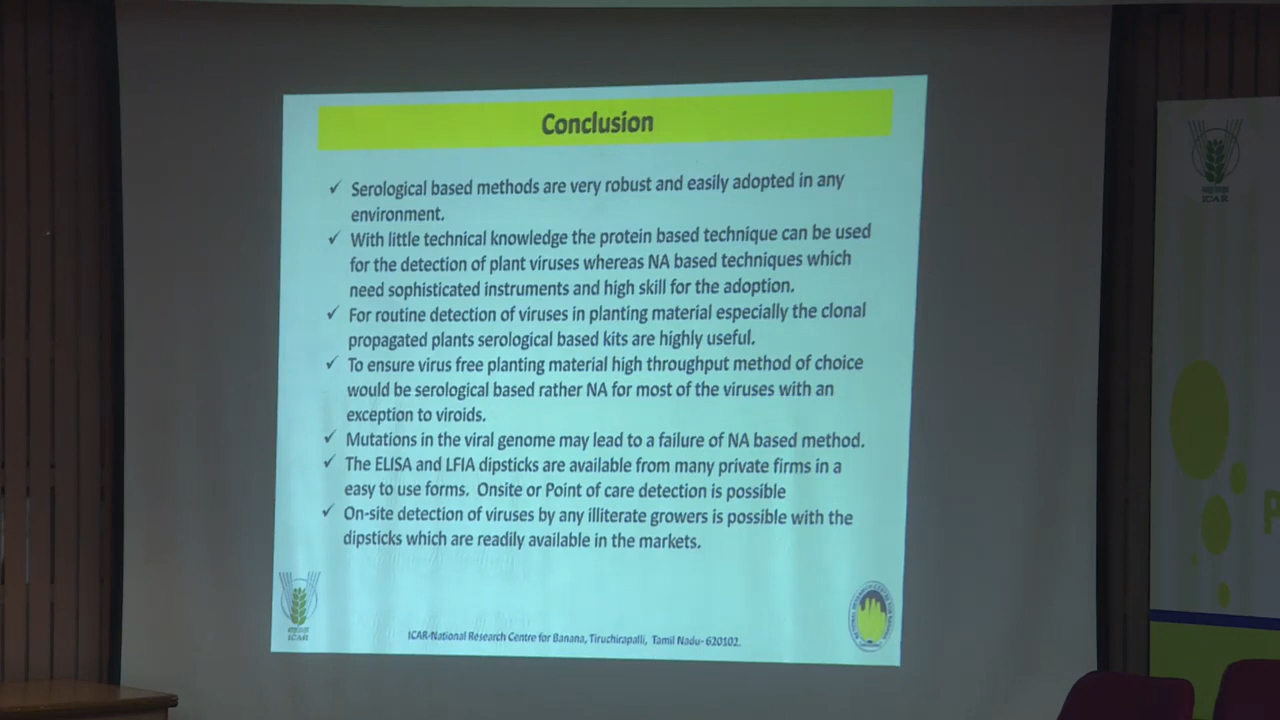 Conclusion
✓ Serological based methods are very robust and easily adopted in any
environment.
✓ With little technical knowledge the protein based technique can be used
for the detection of plant viruses whereas NA based techniques which
need sophisticated instruments and high skill for the adoption.
✓ For routine detection of viruses in planting material especially the clonal
propagated plants serological based kits are highly useful.
✓ To ensure virus free planting material high throughput method of choice
would be serological based rather NA for most of the viruses with an
exception to viroids.
✓ Mutations in the viral genome may lead to a failure of NA based method.
✓ The ELISA and LFIA dipsticks are available from many private firms in a
easy to use forms. Onsite or Point of care detection is possible
✓ On-site detection of viruses by any illiterate growers is possible with the
dipsticks which are readily available in the markets.
ICAR
ICAR-National Research Centre for Banana, Tiruchirapalli, Tamil Nadu- 620102.
ICAR